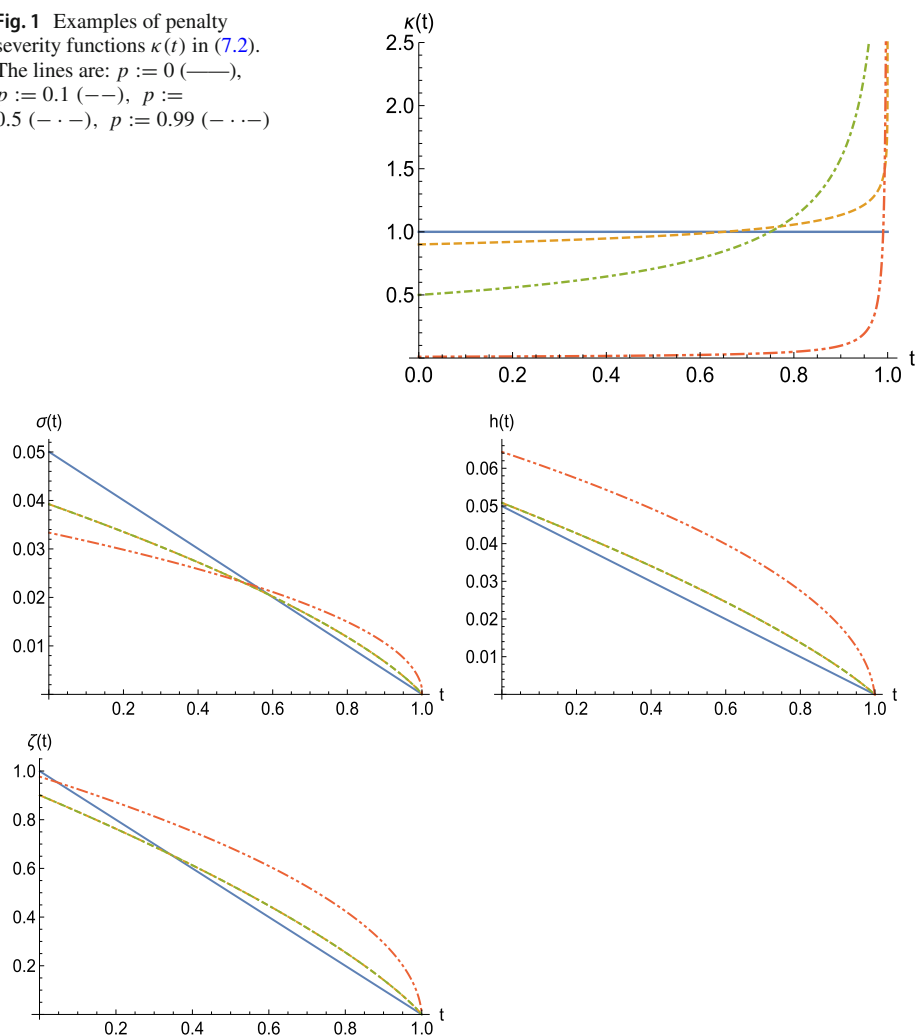 Fig. 1 Examples of penalty
severity functions κ(t) in (7.2).
The lines are: p := 0 (——),
p := 0.1 (−−), p :=
0.5 (− · −), p := 0.99 (− · ·−)
κ(t)
2.5
2.0
1.5
1.0
0.5
0.0 0.2 0.4 0.6 0.8 1.0 t
σ(t)
0.05
0.04
0.03
0.02
0.01
0.2 0.4 0.6 0.8 1.0 t
h(t)
0.06
0.05
0.04
0.03
0.02
0.01
0.2 0.4 0.6 0.8 1.0 t
ζ(t)
1.0
0.8
0.6
0.4
0.2
0.2 0.4 0.6 0.8 1.0 t